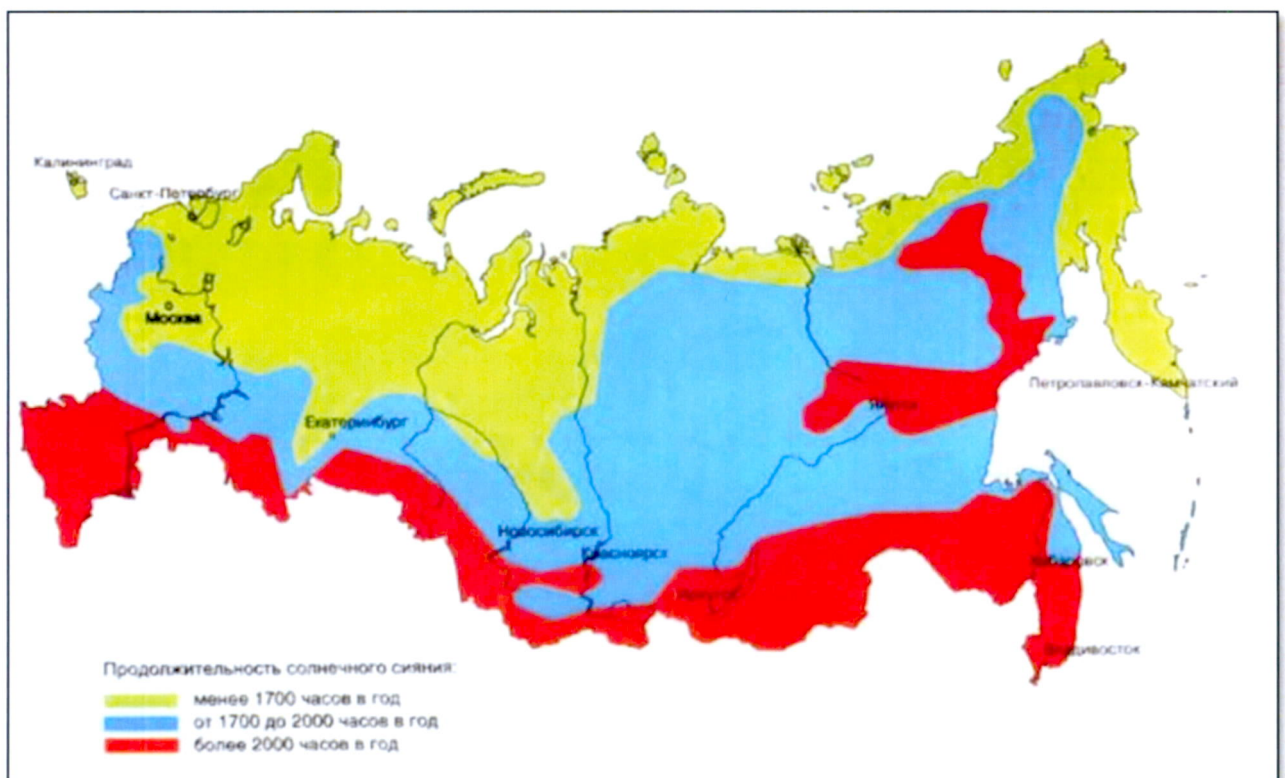 Калининград
Санкт-Петербург
Москва
Петропавловск-Камчатский
Якутск
Екатеринбург
Новосибирск
Красноярск
Хабаровск
Иркутск
Владивосток
Продолжительность солнечного сияния:
менее 1700 часов в год
от 1700 до 2000 часов в год
более 2000 часов в год